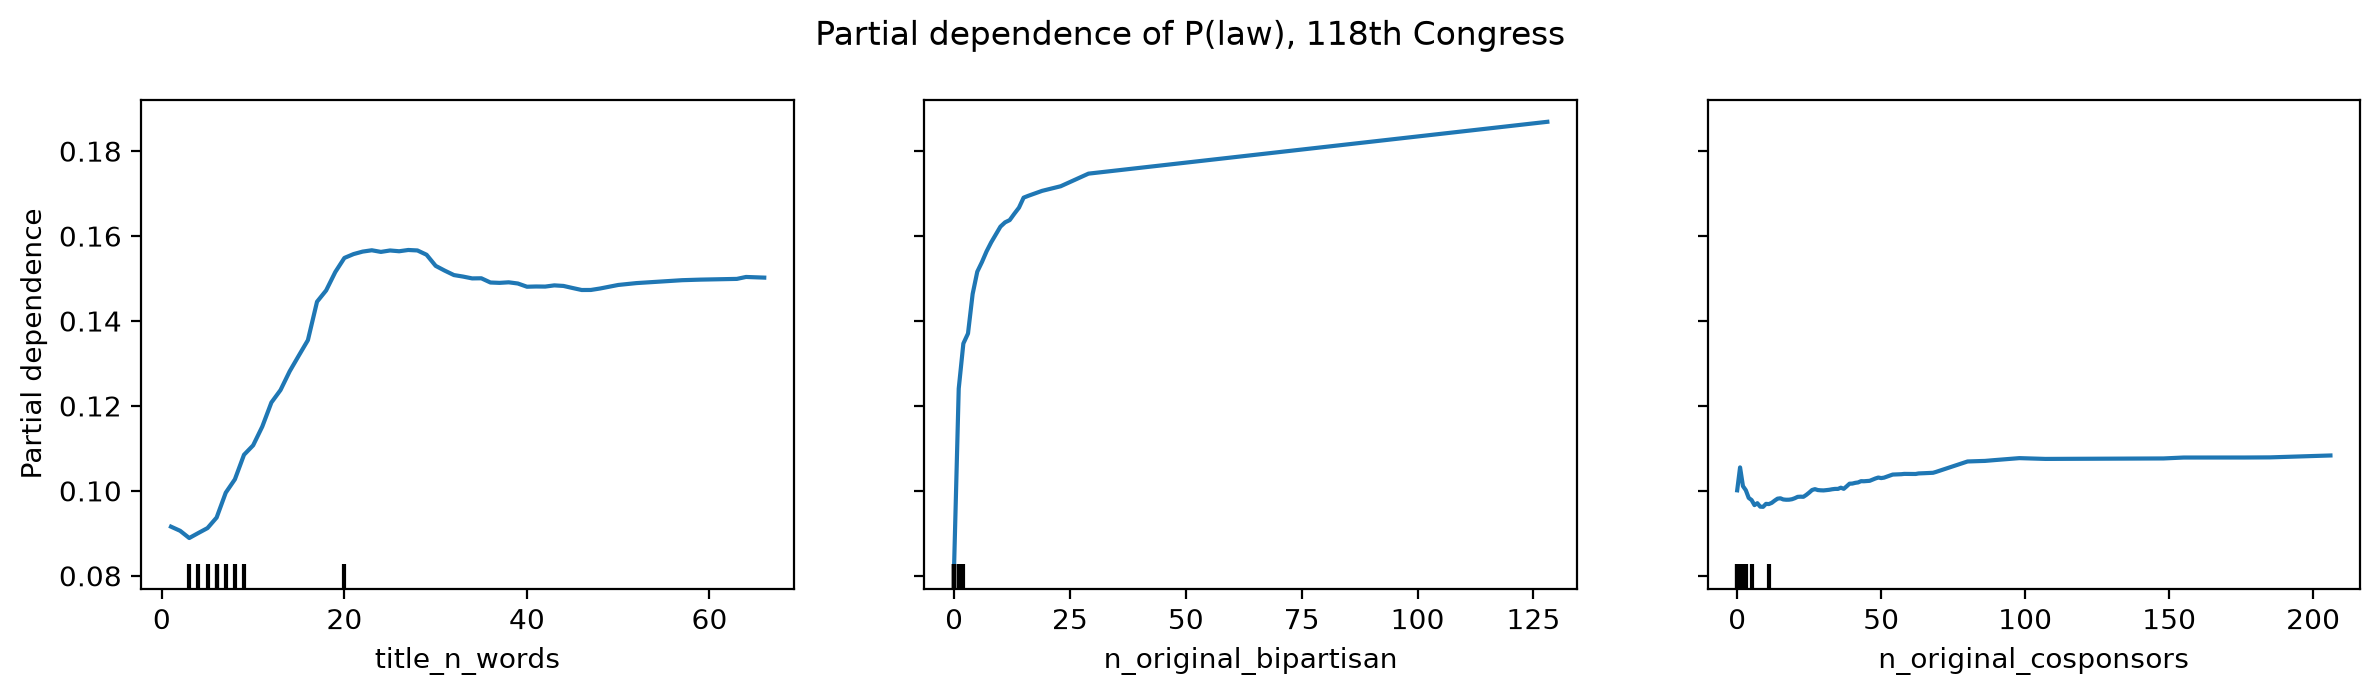 Partial dependence of P(law), 118th Congress
Partial dependence
0.18
0.16
0.14
0.12
0.10
0.08
0 20 40 60
title_n_words
0 25 50 75 100 125
n_original_bipartisan
0 50 100 150 200
n_original_cosponsors